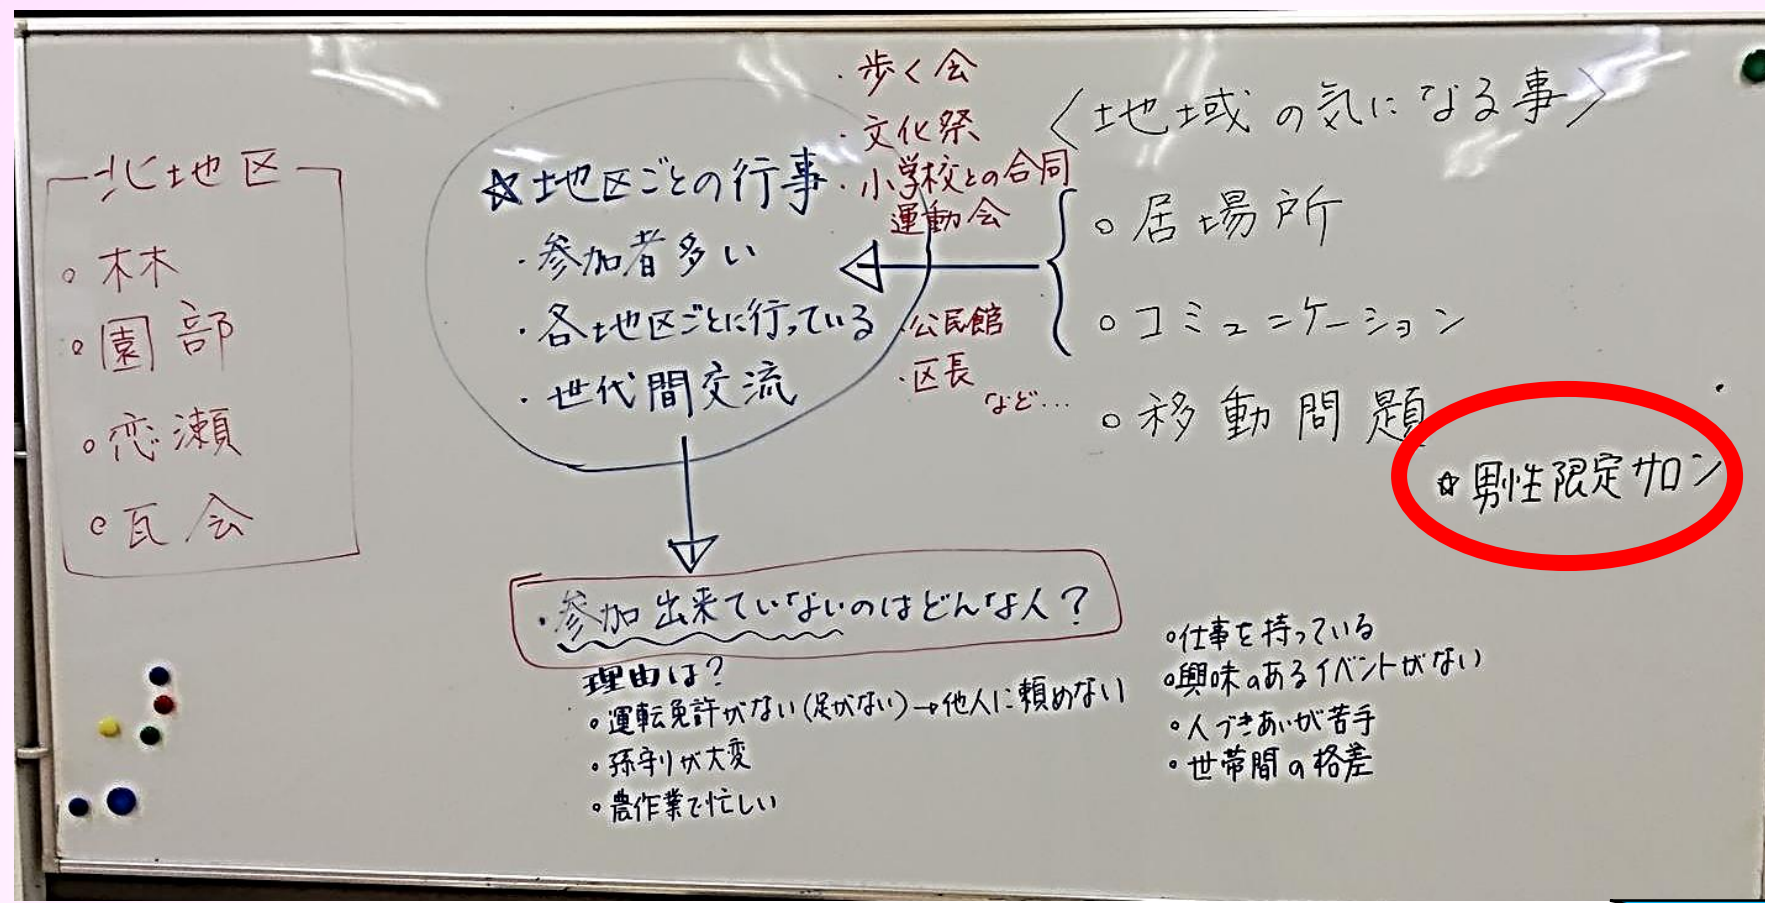 北地区
。林
。園部
。恋瀬
。瓦会
☆地区ごとの行事
・参加者多い
・各地区ごとに行っている
・世代間交流
・歩く会
・文化祭
・小学校との合同
運動会
・公民館
・区長
など…
〈地域の気になる事〉
。居場所
。コミュニケーション
。移動問題
☆男性限定サロン
・参加出来ていないのはどんな人？
理由は？
。運転免許がない(足がない)→他人に頼めない
。孫守りが大変
。農作業で忙しい
。仕事を持っている
。興味のあるイベントがない
。人づきあいが苦手
。世帯間の格差